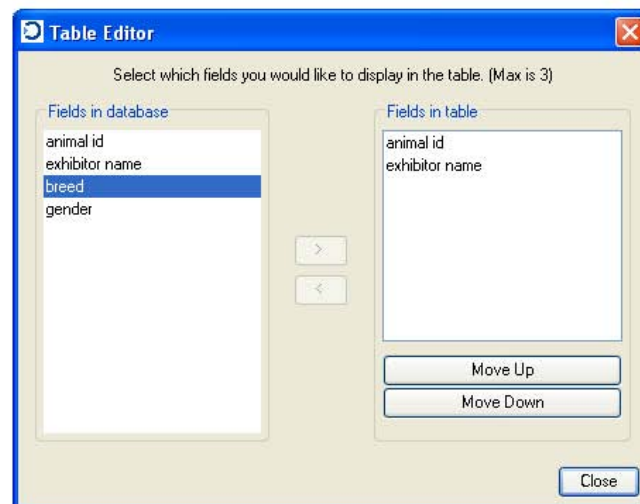 Table Editor
Select which fields you would like to display in the table. (Max is 3)
Fields in database
animal id
exhibitor name
breed
gender
>
<
Fields in table
animal id
exhibitor name
Move Up
Move Down
Close